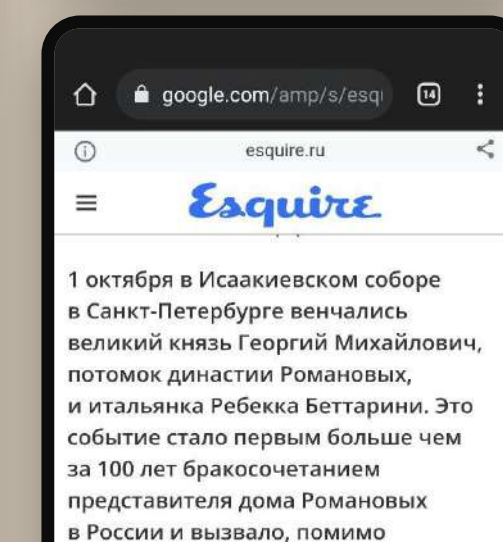 google.com/amp/s/esqu
14
esquire.ru
Esquire
1 октября в Исаакиевском соборе
в Санкт-Петербурге венчались
великий князь Георгий Михайлович,
потомок династии Романовых,
и итальянка Ребекка Беттарини. Это
событие стало первым больше чем
за 100 лет бракосочетанием
представителя дома Романовых
в России и вызвало, помимо